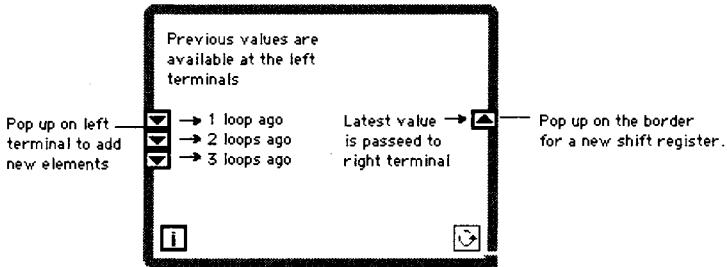 Previous values are
available at the left
terminals
Pop up on left
terminal to add
new elements
1 loop ago
2 loops ago
3 loops ago
Latest value
is passeed to
right terminal
Pop up on the border
for a new shift register.
i